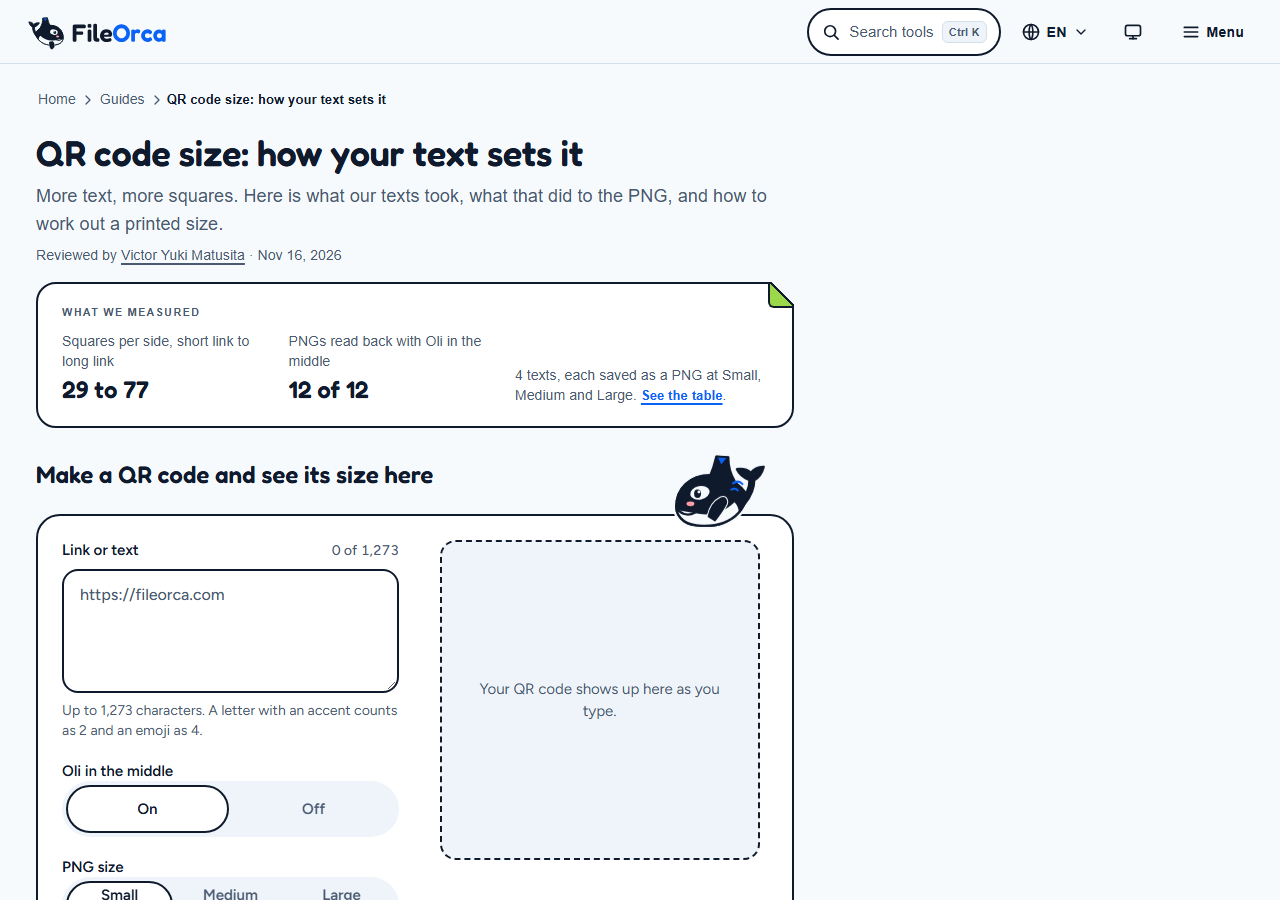 FileOrca
Search tools Ctrl K
EN
Menu
Home > Guides > QR code size: how your text sets it
QR code size: how your text sets it
More text, more squares. Here is what our texts took, what that did to the PNG, and how to
work out a printed size.
Reviewed by Victor Yuki Matusita · Nov 16, 2026
WHAT WE MEASURED
Squares per side, short link to
long link
29 to 77
PNGs read back with Oli in the
middle
12 of 12
4 texts, each saved as a PNG at Small,
Medium and Large. See the table.
Make a QR code and see its size here
Link or text 0 of 1,273
https://fileorca.com
Up to 1,273 characters. A letter with an accent counts
as 2 and an emoji as 4.
Your QR code shows up here as you
type.
Oli in the middle
On Off
PNG size
Small Medium Large